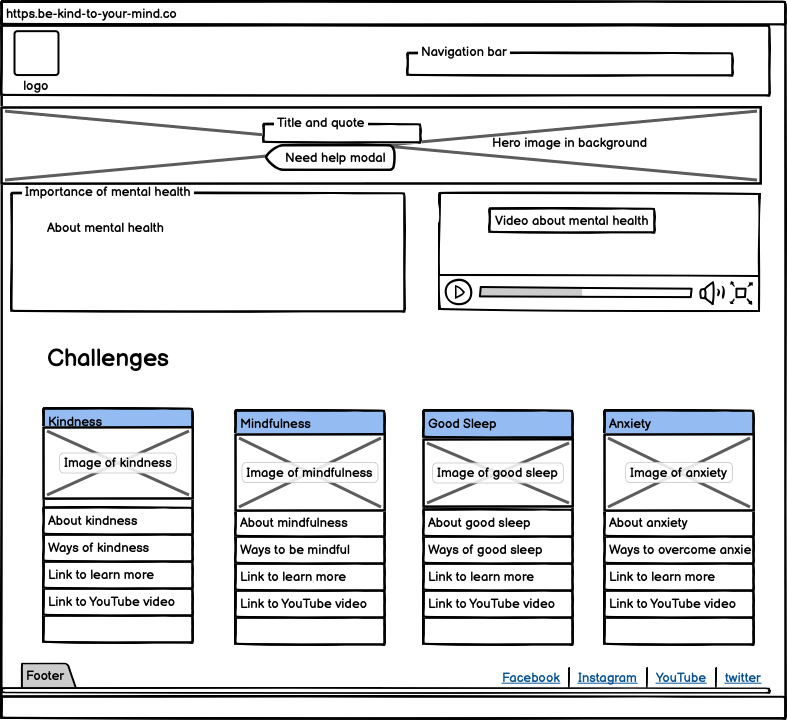 https.be-kind-to-your-mind.co
Navigation bar
logo
Title and quote
Hero image in background
Need help modal
Importance of mental health
About mental health
Video about mental health
Challenges
Kindness
Image of kindness
About kindness
Ways of kindness
Link to learn more
Link to YouTube video
Mindfulness
Image of mindfulness
About mindfulness
Ways to be mindful
Link to learn more
Link to YouTube video
Good Sleep
Image of good sleep
About good sleep
Ways of good sleep
Link to learn more
Link to YouTube video
Anxiety
Image of anxiety
About anxiety
Ways to overcome anxie
Link to learn more
Link to YouTube video
Footer
Facebook Instagram YouTube twitter